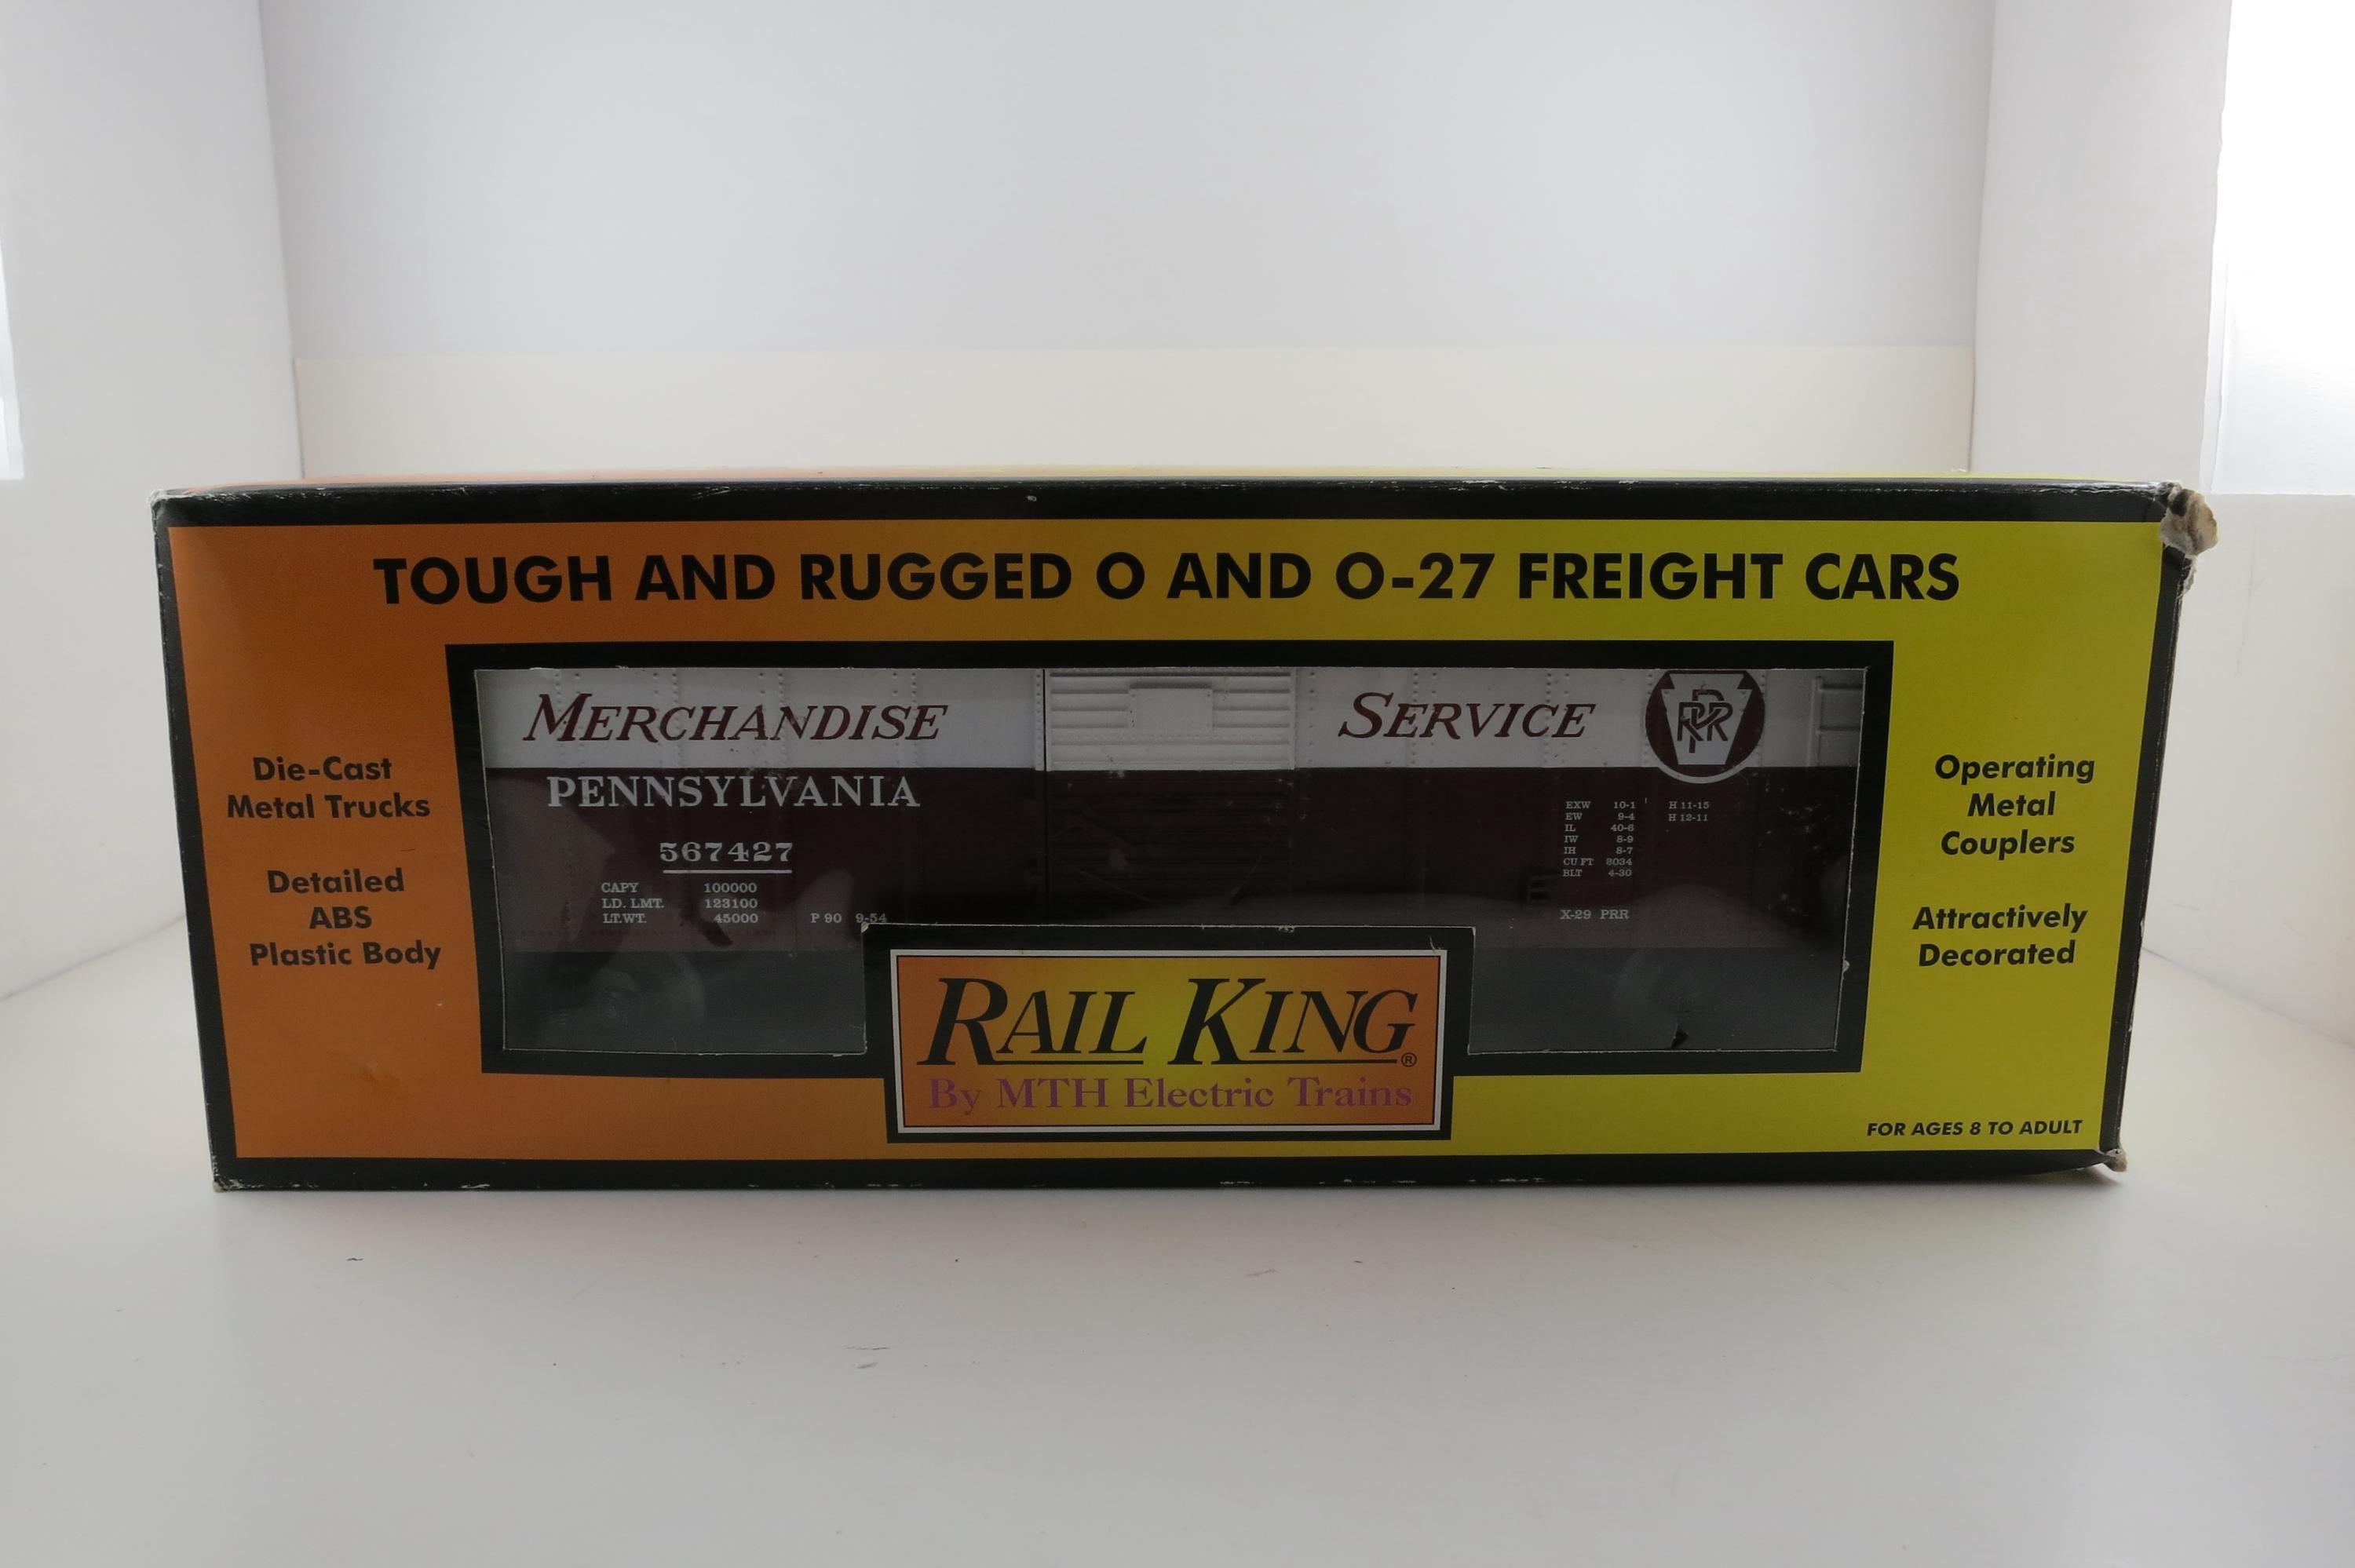 TOUGH AND RUGGED O AND O-27 FREIGHT CARS
Die-Cast
Metal Trucks
Detailed
ABS
Plastic Body
MERCHANDISE SERVICE
PRR
PENNSYLVANIA
567427
CAPY 100000
LD. LMT. 123100
LT.WT. 45000 P 90 9-54
EXW 10-1 H 11-15
EW 9-4 H 12-11
IL 40-6
IW 8-9
IH 8-7
CU FT 3034
BLT 4-30
X-29 PRR
RAIL KING®
By MTH Electric Trains
Operating
Metal
Couplers
Attractively
Decorated
FOR AGES 8 TO ADULT